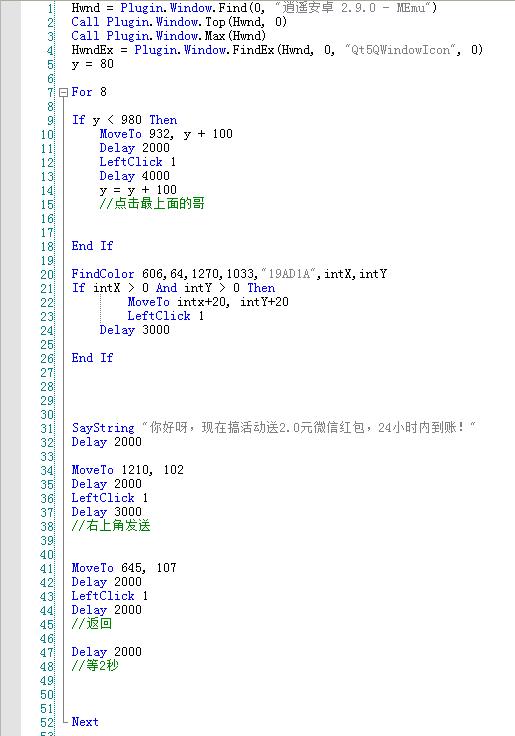 1 Hwnd = Plugin.Window.Find(0, "逍遥安卓 2.9.0 - MEmu")
2 Call Plugin.Window.Top(Hwnd, 0)
3 Call Plugin.Window.Max(Hwnd)
4 HwndEx = Plugin.Window.FindEx(Hwnd, 0, "Qt5QWindowIcon", 0)
5 y = 80
6
7 For 8
8
9 If y < 980 Then
10 MoveTo 932, y + 100
11 Delay 2000
12 LeftClick 1
13 Delay 4000
14 y = y + 100
15 //点击最上面的哥
16
17
18 End If
19
20 FindColor 606,64,1270,1033,"19AD1A",intX,intY
21 If intX > 0 And intY > 0 Then
22 MoveTo intx+20, intY+20
23 LeftClick 1
24 Delay 3000
25
26 End If
27
28
29
30
31 SayString "你好呀，现在搞活动送2.0元微信红包，24小时内到账！"
32 Delay 2000
33
34 MoveTo 1210, 102
35 Delay 2000
36 LeftClick 1
37 Delay 3000
38 //右上角发送
39
40
41 MoveTo 645, 107
42 Delay 2000
43 LeftClick 1
44 Delay 2000
45 //返回
46
47 Delay 2000
48 //等2秒
49
50
51
52 Next
53